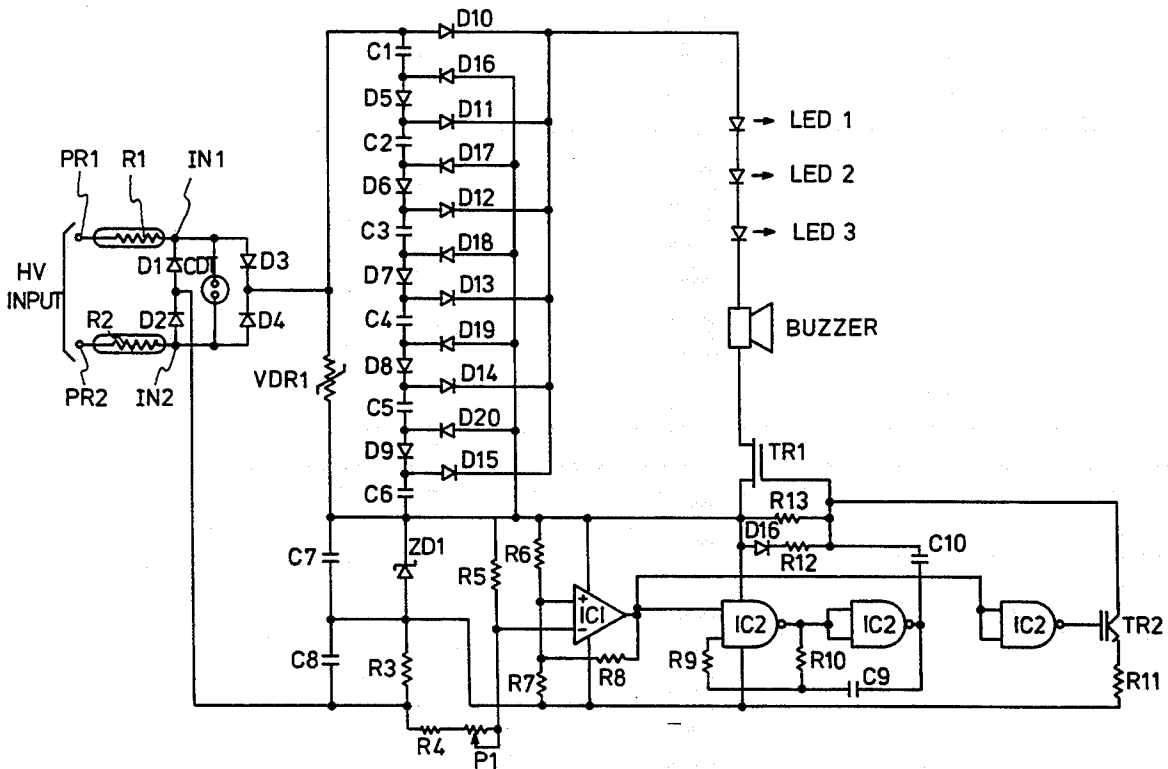 D10
C1
D16
D5
D11
LED 1
C2
D17
PR1
R1
IN1
D6
LED 2
D12
C3
LED 3
D18
HV
INPUT
D1
CDT
D3
D7
D13
R2
D2
D4
C4
D19
BUZZER
VDR1
D8
D14
PR2
IN2
C5
D20
D9
D15
TR1
C6
R13
D16
R12
C10
C7
ZD1
R5
R6
+
IC1
−
IC2
IC2
IC2
TR2
C8
R3
R7
R8
R9
R10
C9
R11
R4
P1